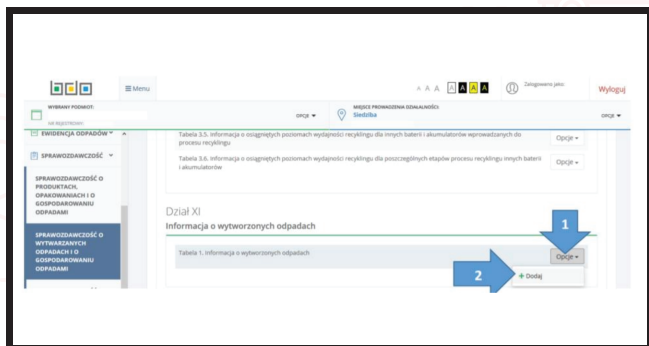 Menu
A A A A A A A
Zalogowano jako:
Wyloguj
WYBRANY PODMIOT:
NR REJESTROWY:
OPCJE
MIEJSCE PROWADZENIA DZIAŁALNOŚCI:
Siedzika
OPCJE
EWIDENCJA ODPADÓW
SPRAWOZDAWCZOŚĆ
SPRAWOZDAWCZOŚĆ O
PRODUKTACH,
OPAKOWANIACH I O
GOSPODAROWANIU
ODPADAMI
SPRAWOZDAWCZOŚĆ O
WYTWARZANYCH
ODPADACH I O
GOSPODAROWANIU
ODPADAMI
Tabela 3.5. Informacja o osiągniętych poziomach wydajności recyklingu dla innych baterii i akumulatorów wprowadzanych do
procesu recyklingu
Opcje
Tabela 3.6. Informacja o osiągniętych poziomach wydajności recyklingu dla poszczególnych etapów procesu recyklingu innych baterii
i akumulatorów
Opcje
Dział XI
Informacja o wytworzonych odpadach
1
Tabela 1. Informacja o wytworzonych odpadach
Opcje
2
+ Dodaj